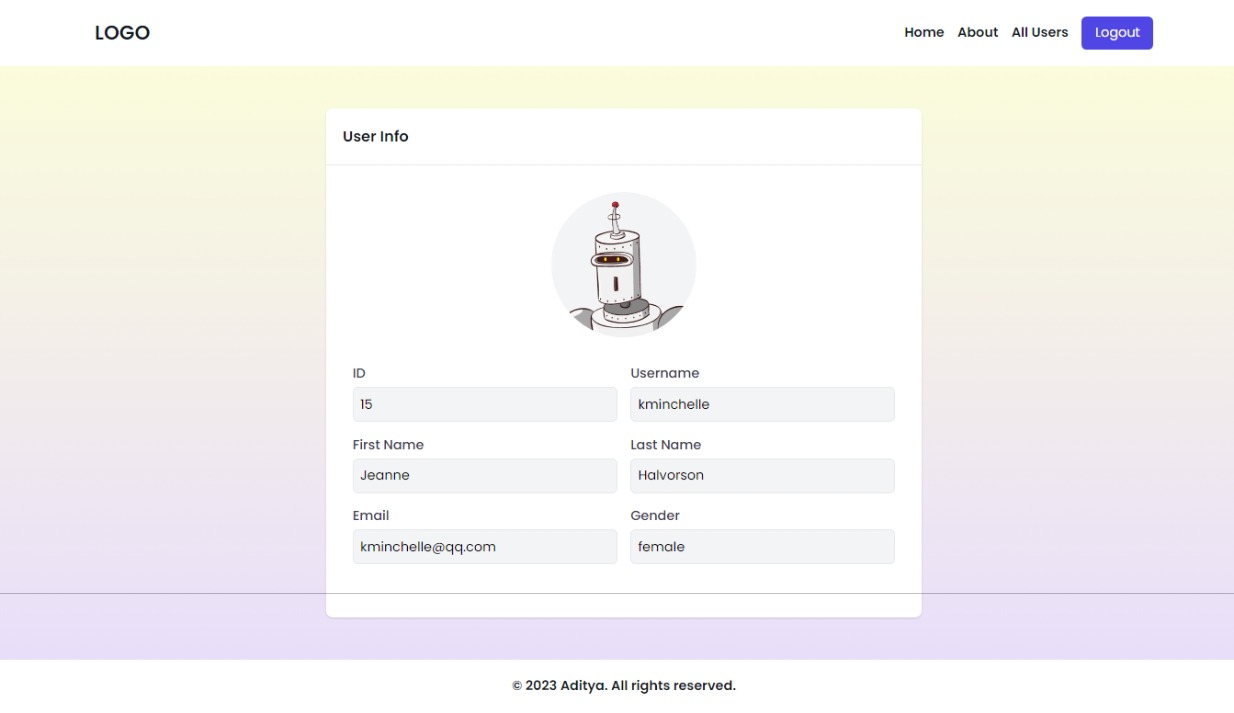 LOGO
Home About All Users Logout
User Info
ID Username
15 kminchelle
First Name Last Name
Jeanne Halvorson
Email Gender
kminchelle@qq.com female
© 2023 Aditya. All rights reserved.